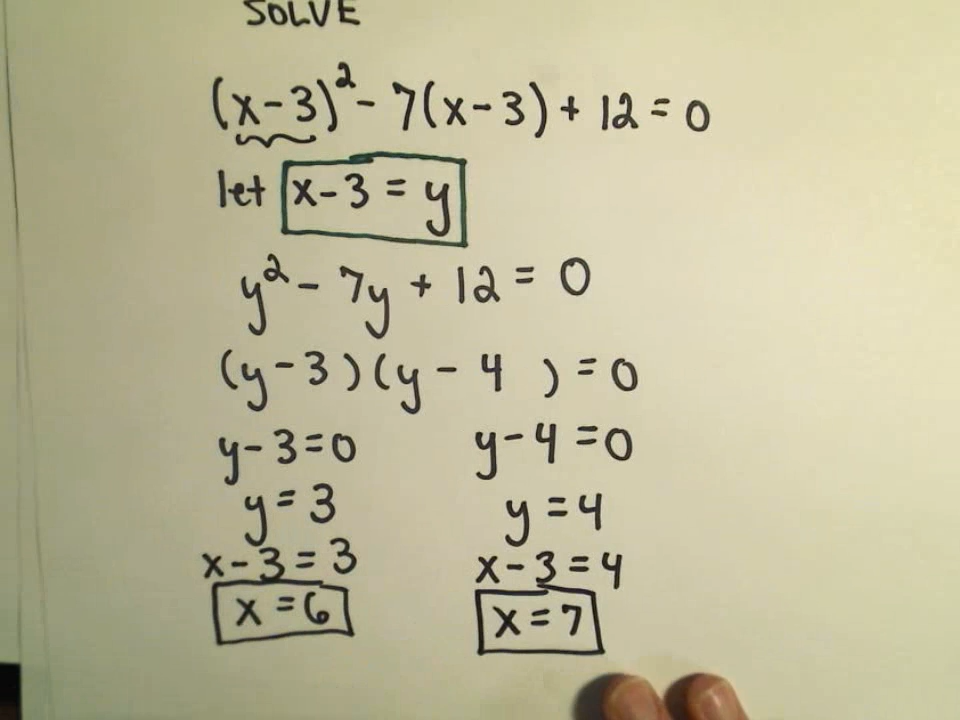 SOLVE
(x-3)² - 7(x-3) + 12 = 0
let x-3 = y
y² - 7y + 12 = 0
(y-3)(y-4 ) = 0
y-3=0 y-4=0
y=3 y=4
x-3=3 x-3=4
x=6 x=7